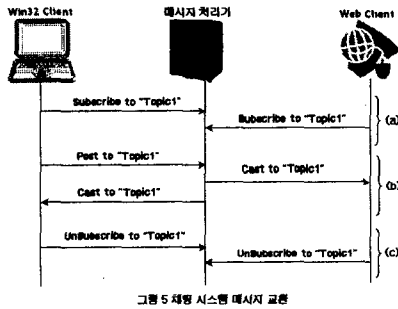 Win32 Client
메시지 처리기
Web Client
Subscribe to "Topic1"
Subscribe to "Topic1"
(a)
Post to "Topic1"
Cast to "Topic1"
(b)
Cast to "Topic1"
UnSubscribe to "Topic1"
UnSubscribe to "Topic1"
(c)
그림 5 채팅 시스템 메시지 교환